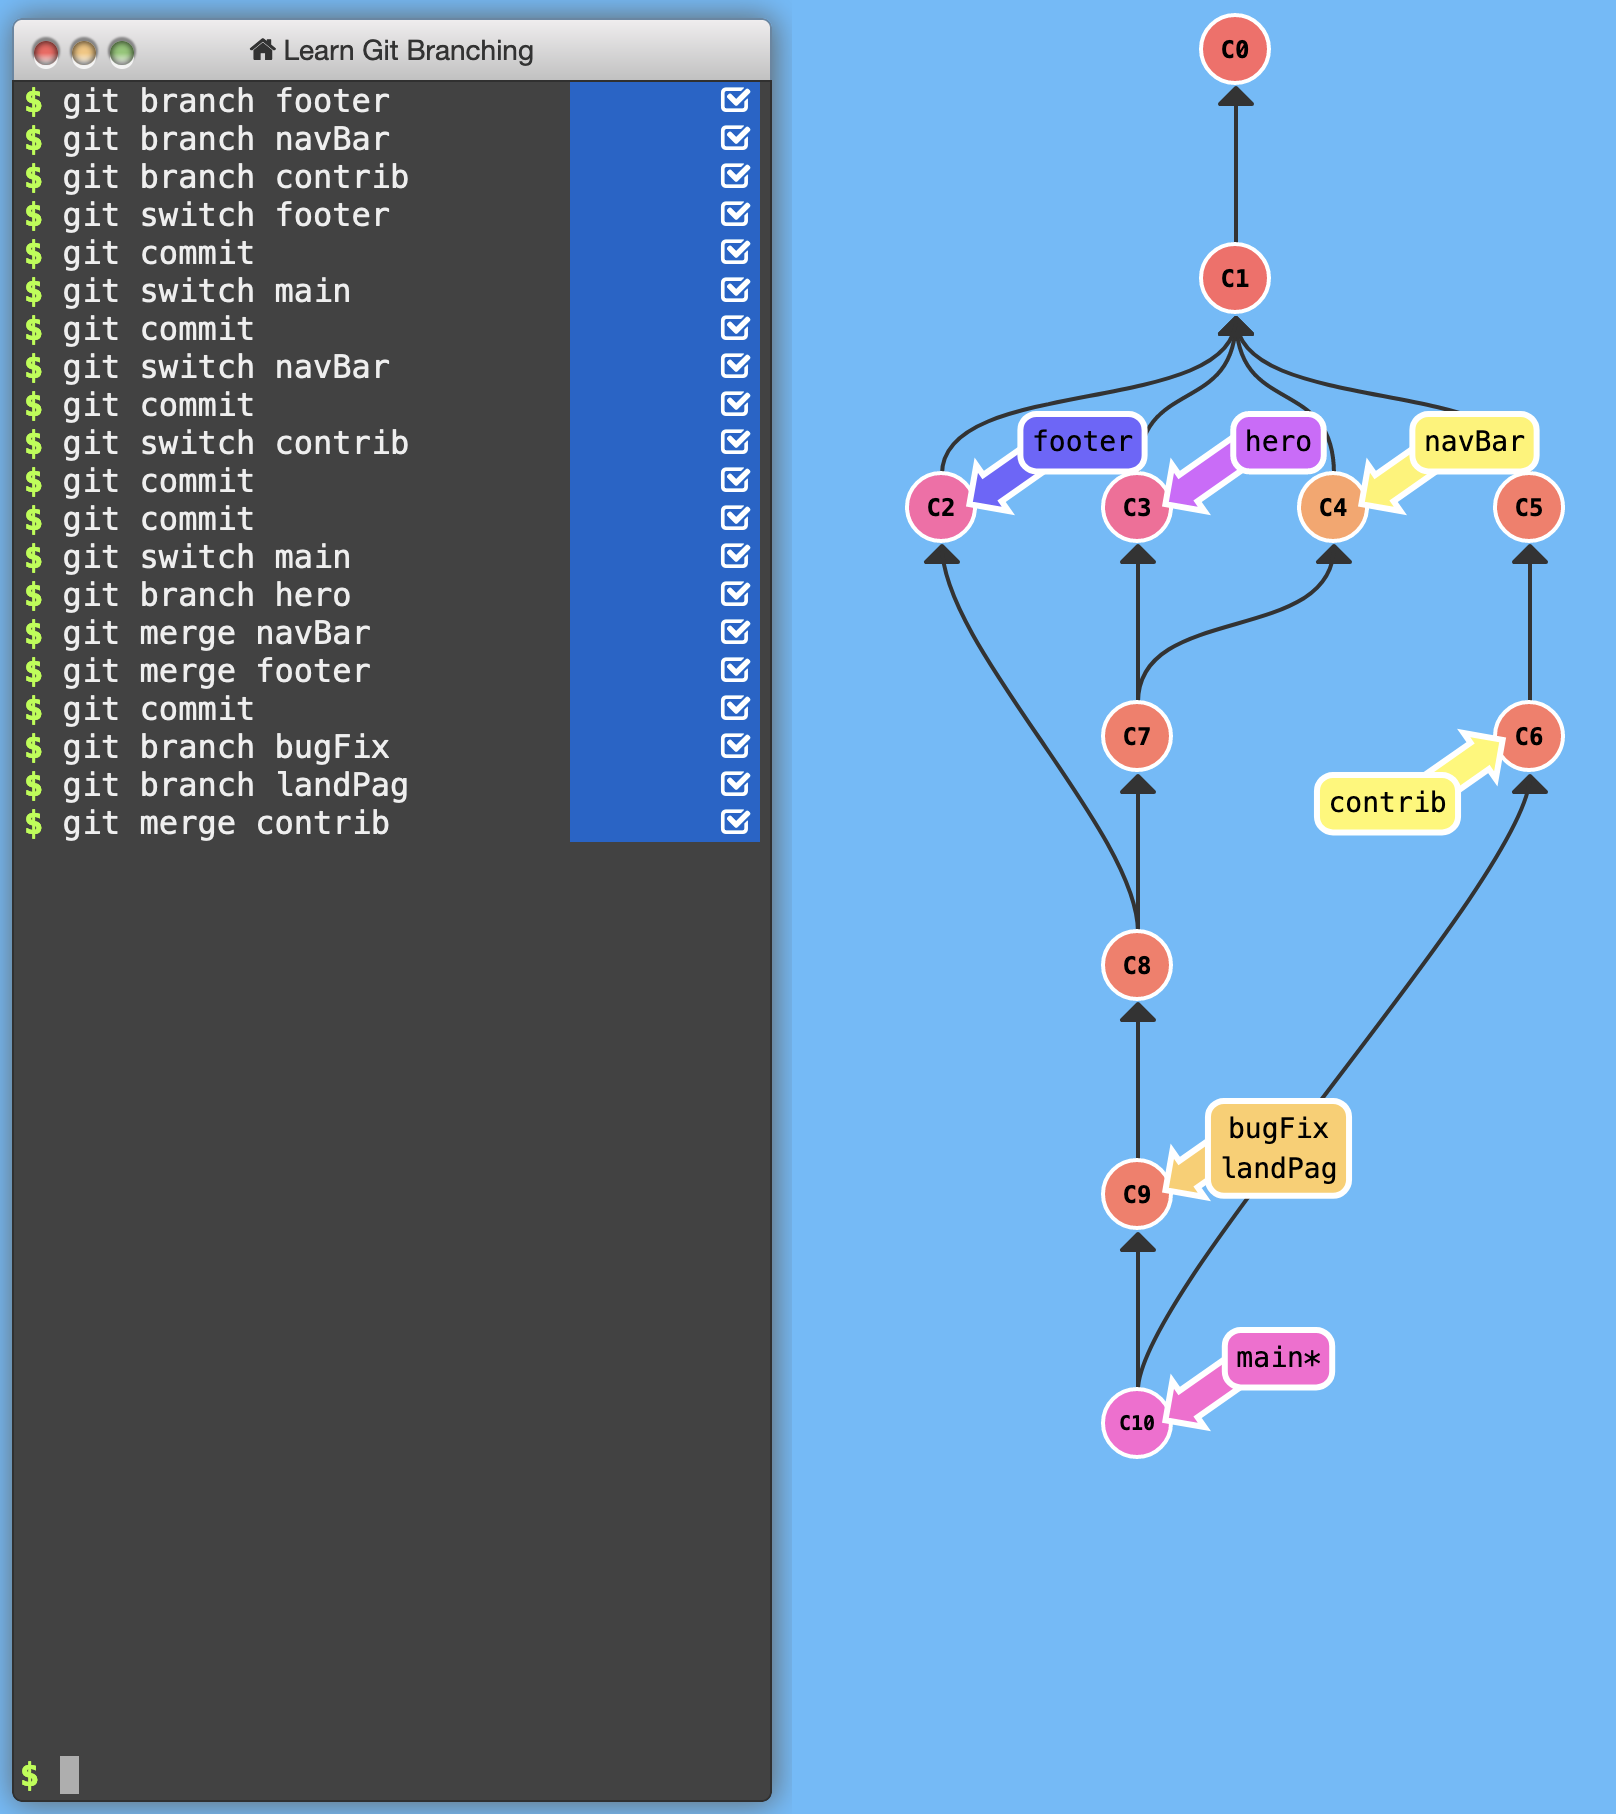 Learn Git Branching
$ git branch footer
$ git branch navBar
$ git branch contrib
$ git switch footer
$ git commit
$ git switch main
$ git commit
$ git switch navBar
$ git commit
$ git switch contrib
$ git commit
$ git commit
$ git switch main
$ git branch hero
$ git merge navBar
$ git merge footer
$ git commit
$ git branch bugFix
$ git branch landPag
$ git merge contrib
$
C0
C1
footer
hero
navBar
C2
C3
C4
C5
C7
C6
contrib
C8
bugFix
landPag
C9
main*
C10